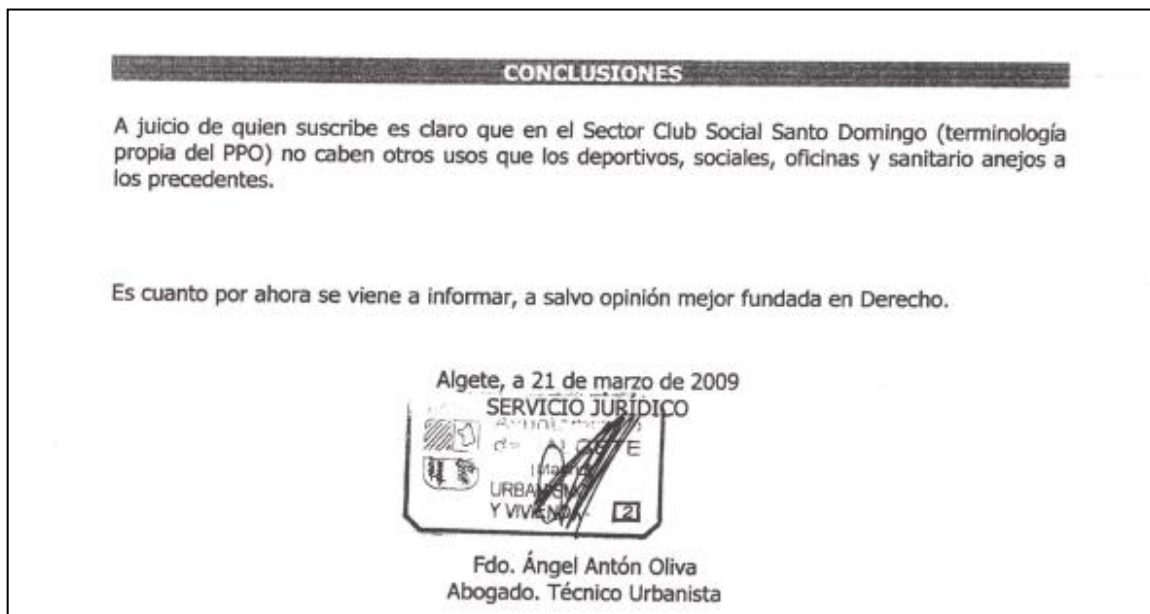 CONCLUSIONES
A juicio de quien suscribe es claro que en el Sector Club Social Santo Domingo (terminología
propia del PPO) no caben otros usos que los deportivos, sociales, oficinas y sanitario anejos a
los precedentes.
Es cuanto por ahora se viene a informar, a salvo opinión mejor fundada en Derecho.
Algete, a 21 de marzo de 2009
SERVICIO JURÍDICO
de ALGETE
URBANISMO
Y VIVIENDA
2
Fdo. Ángel Antón Oliva
Abogado. Técnico Urbanista